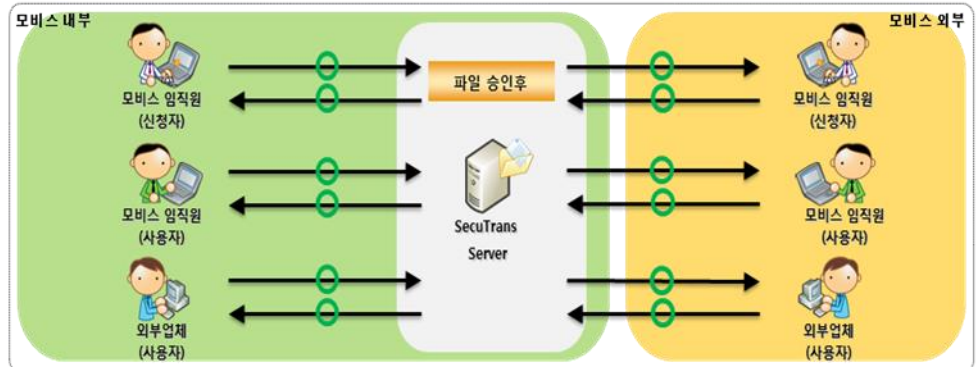 모비스 내부
모비스 외부
모비스 임직원
(신청자)
파일 승인후
모비스 임직원
(신청자)
모비스 임직원
(사용자)
SecuTrans
Server
모비스 임직원
(사용자)
외부업체
(사용자)
외부업체
(사용자)